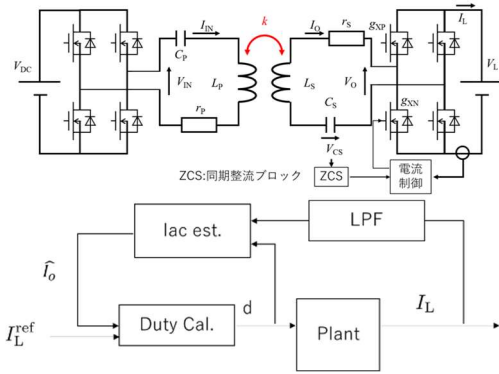 k
I_IN
C_P
V_DC
V_IN
L_P
r_P
I_O
r_S
L_S
C_S
V_O
V_CS
g_XP
g_XN
I_L
V_L
ZCS:同期整流ブロック
ZCS
電流
制御
Iac est.
LPF
\hat{I_o}
I_L^ref
Duty Cal.
d
Plant
I_L